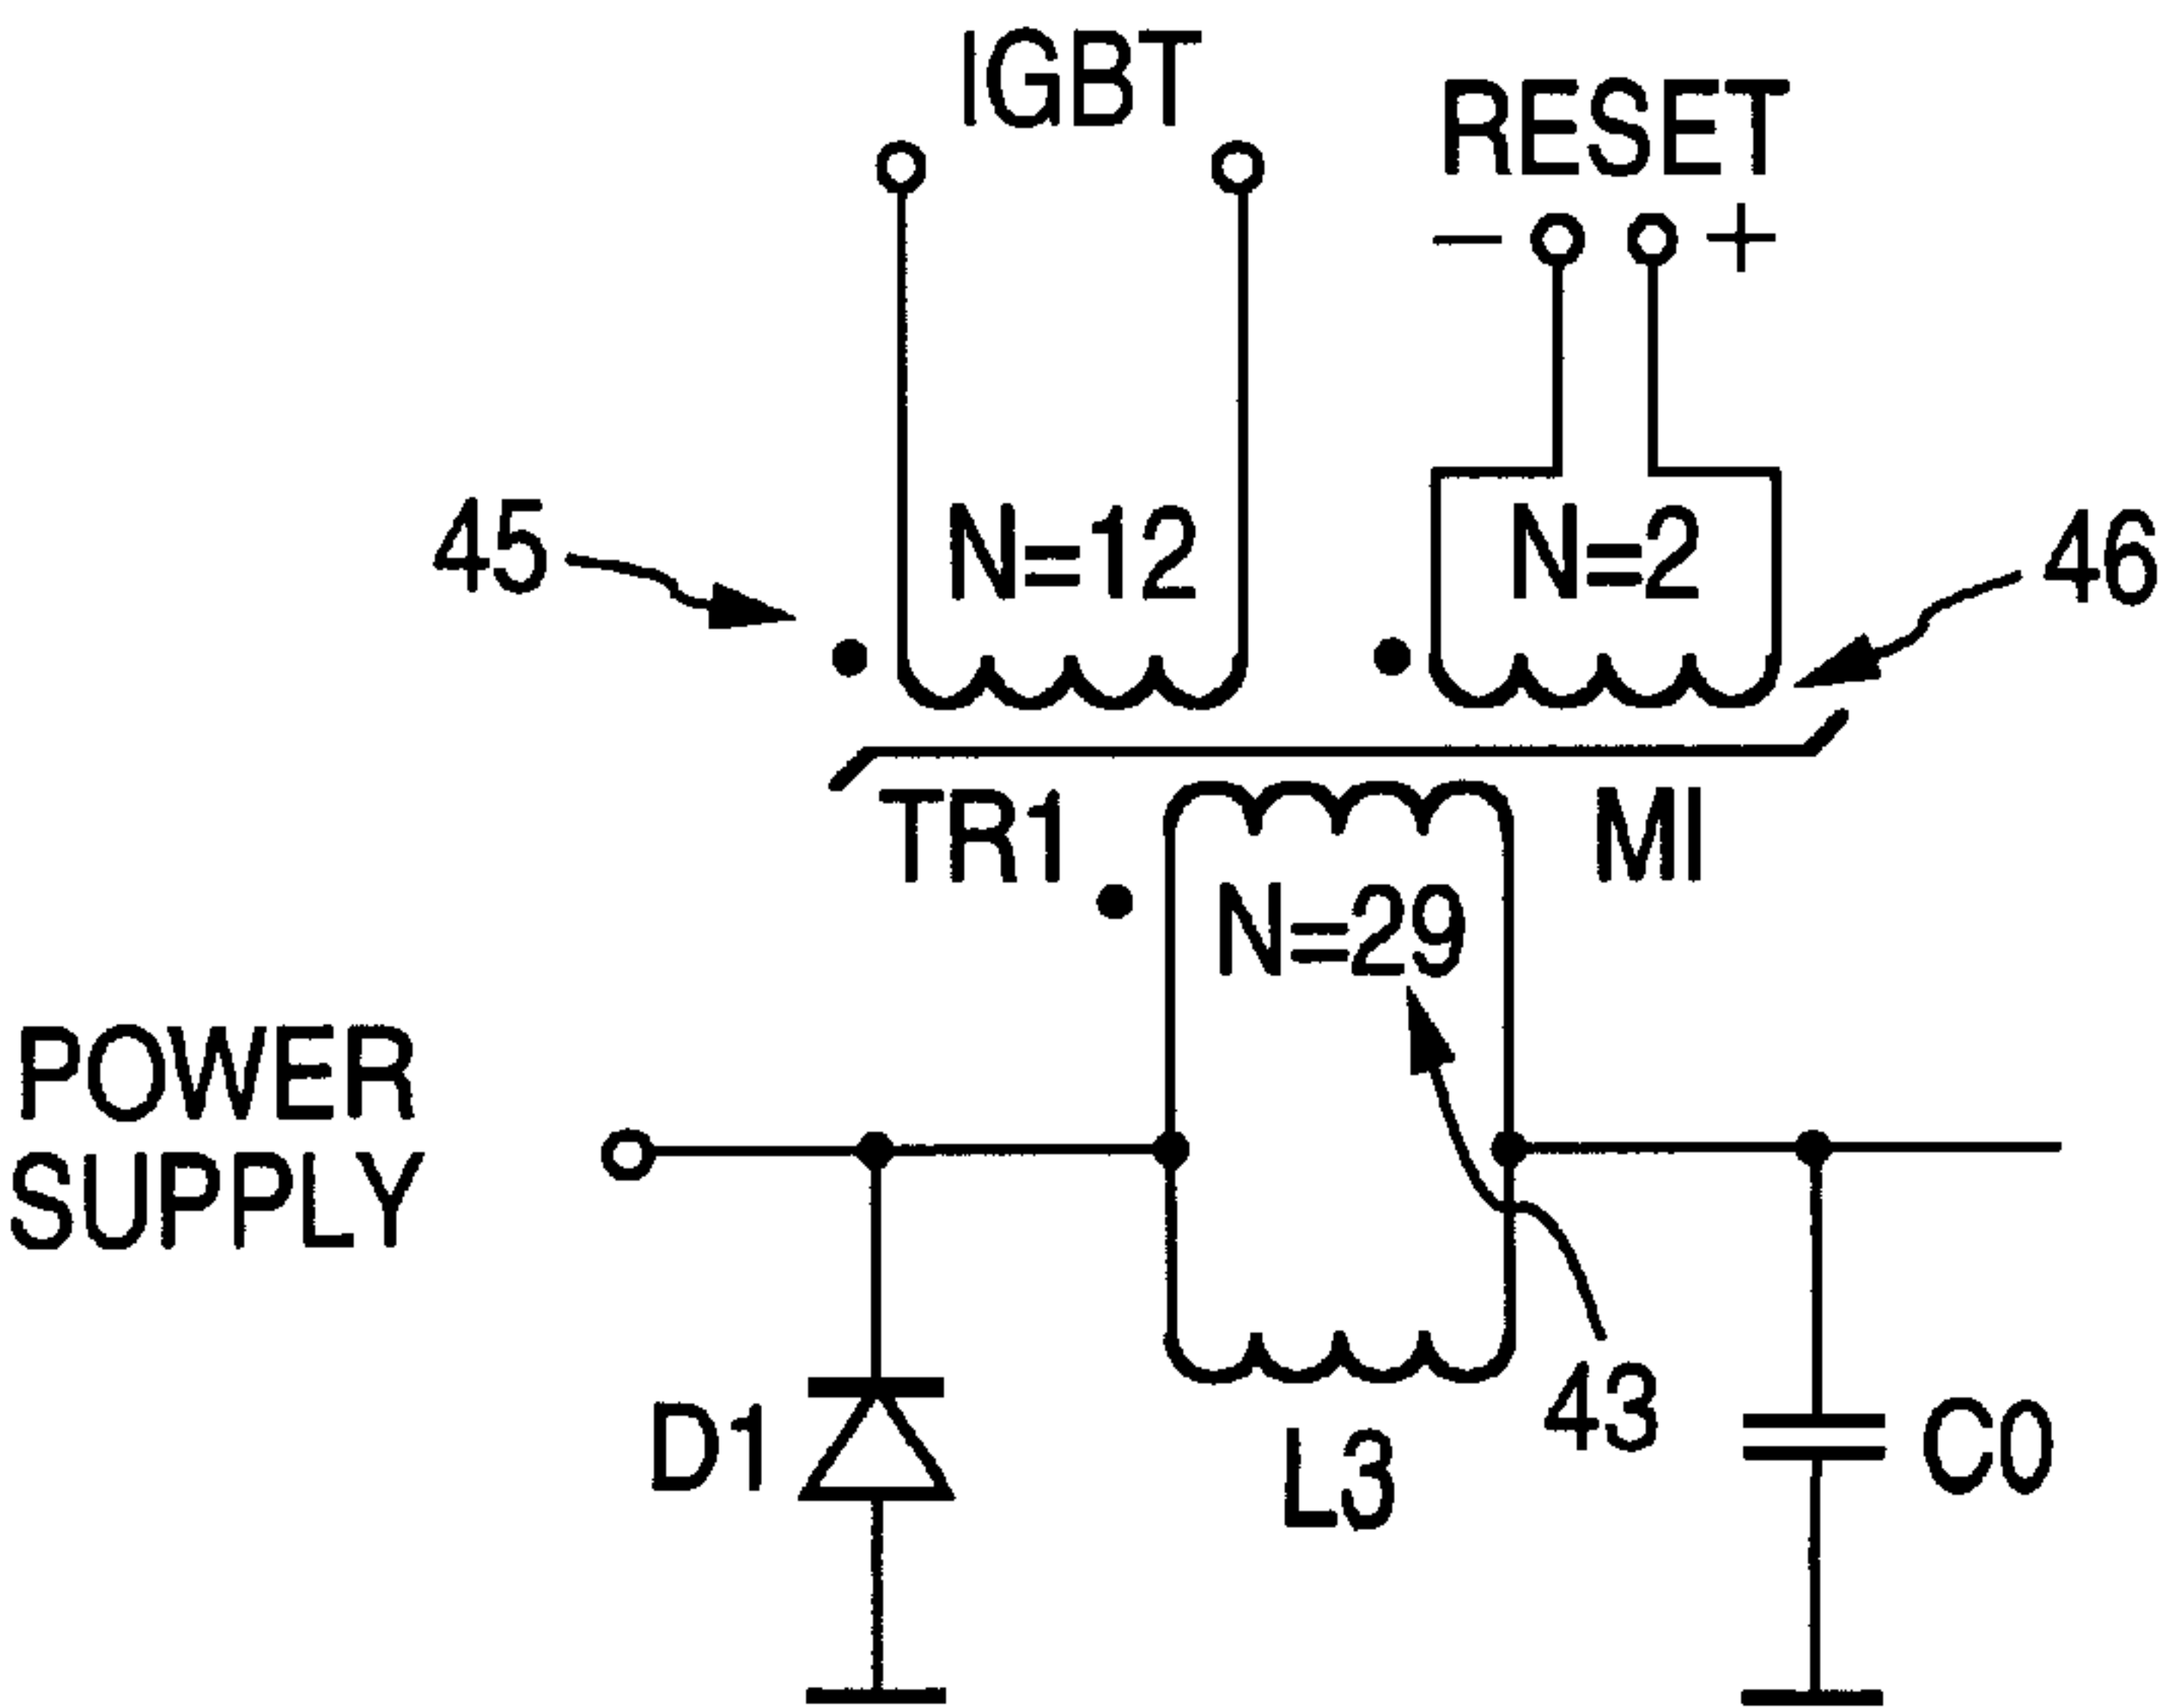 IGBT
RESET
− +
45
N=12
N=2
46
TR1
MI
N=29
POWER
SUPPLY
D1
L3
43
C0